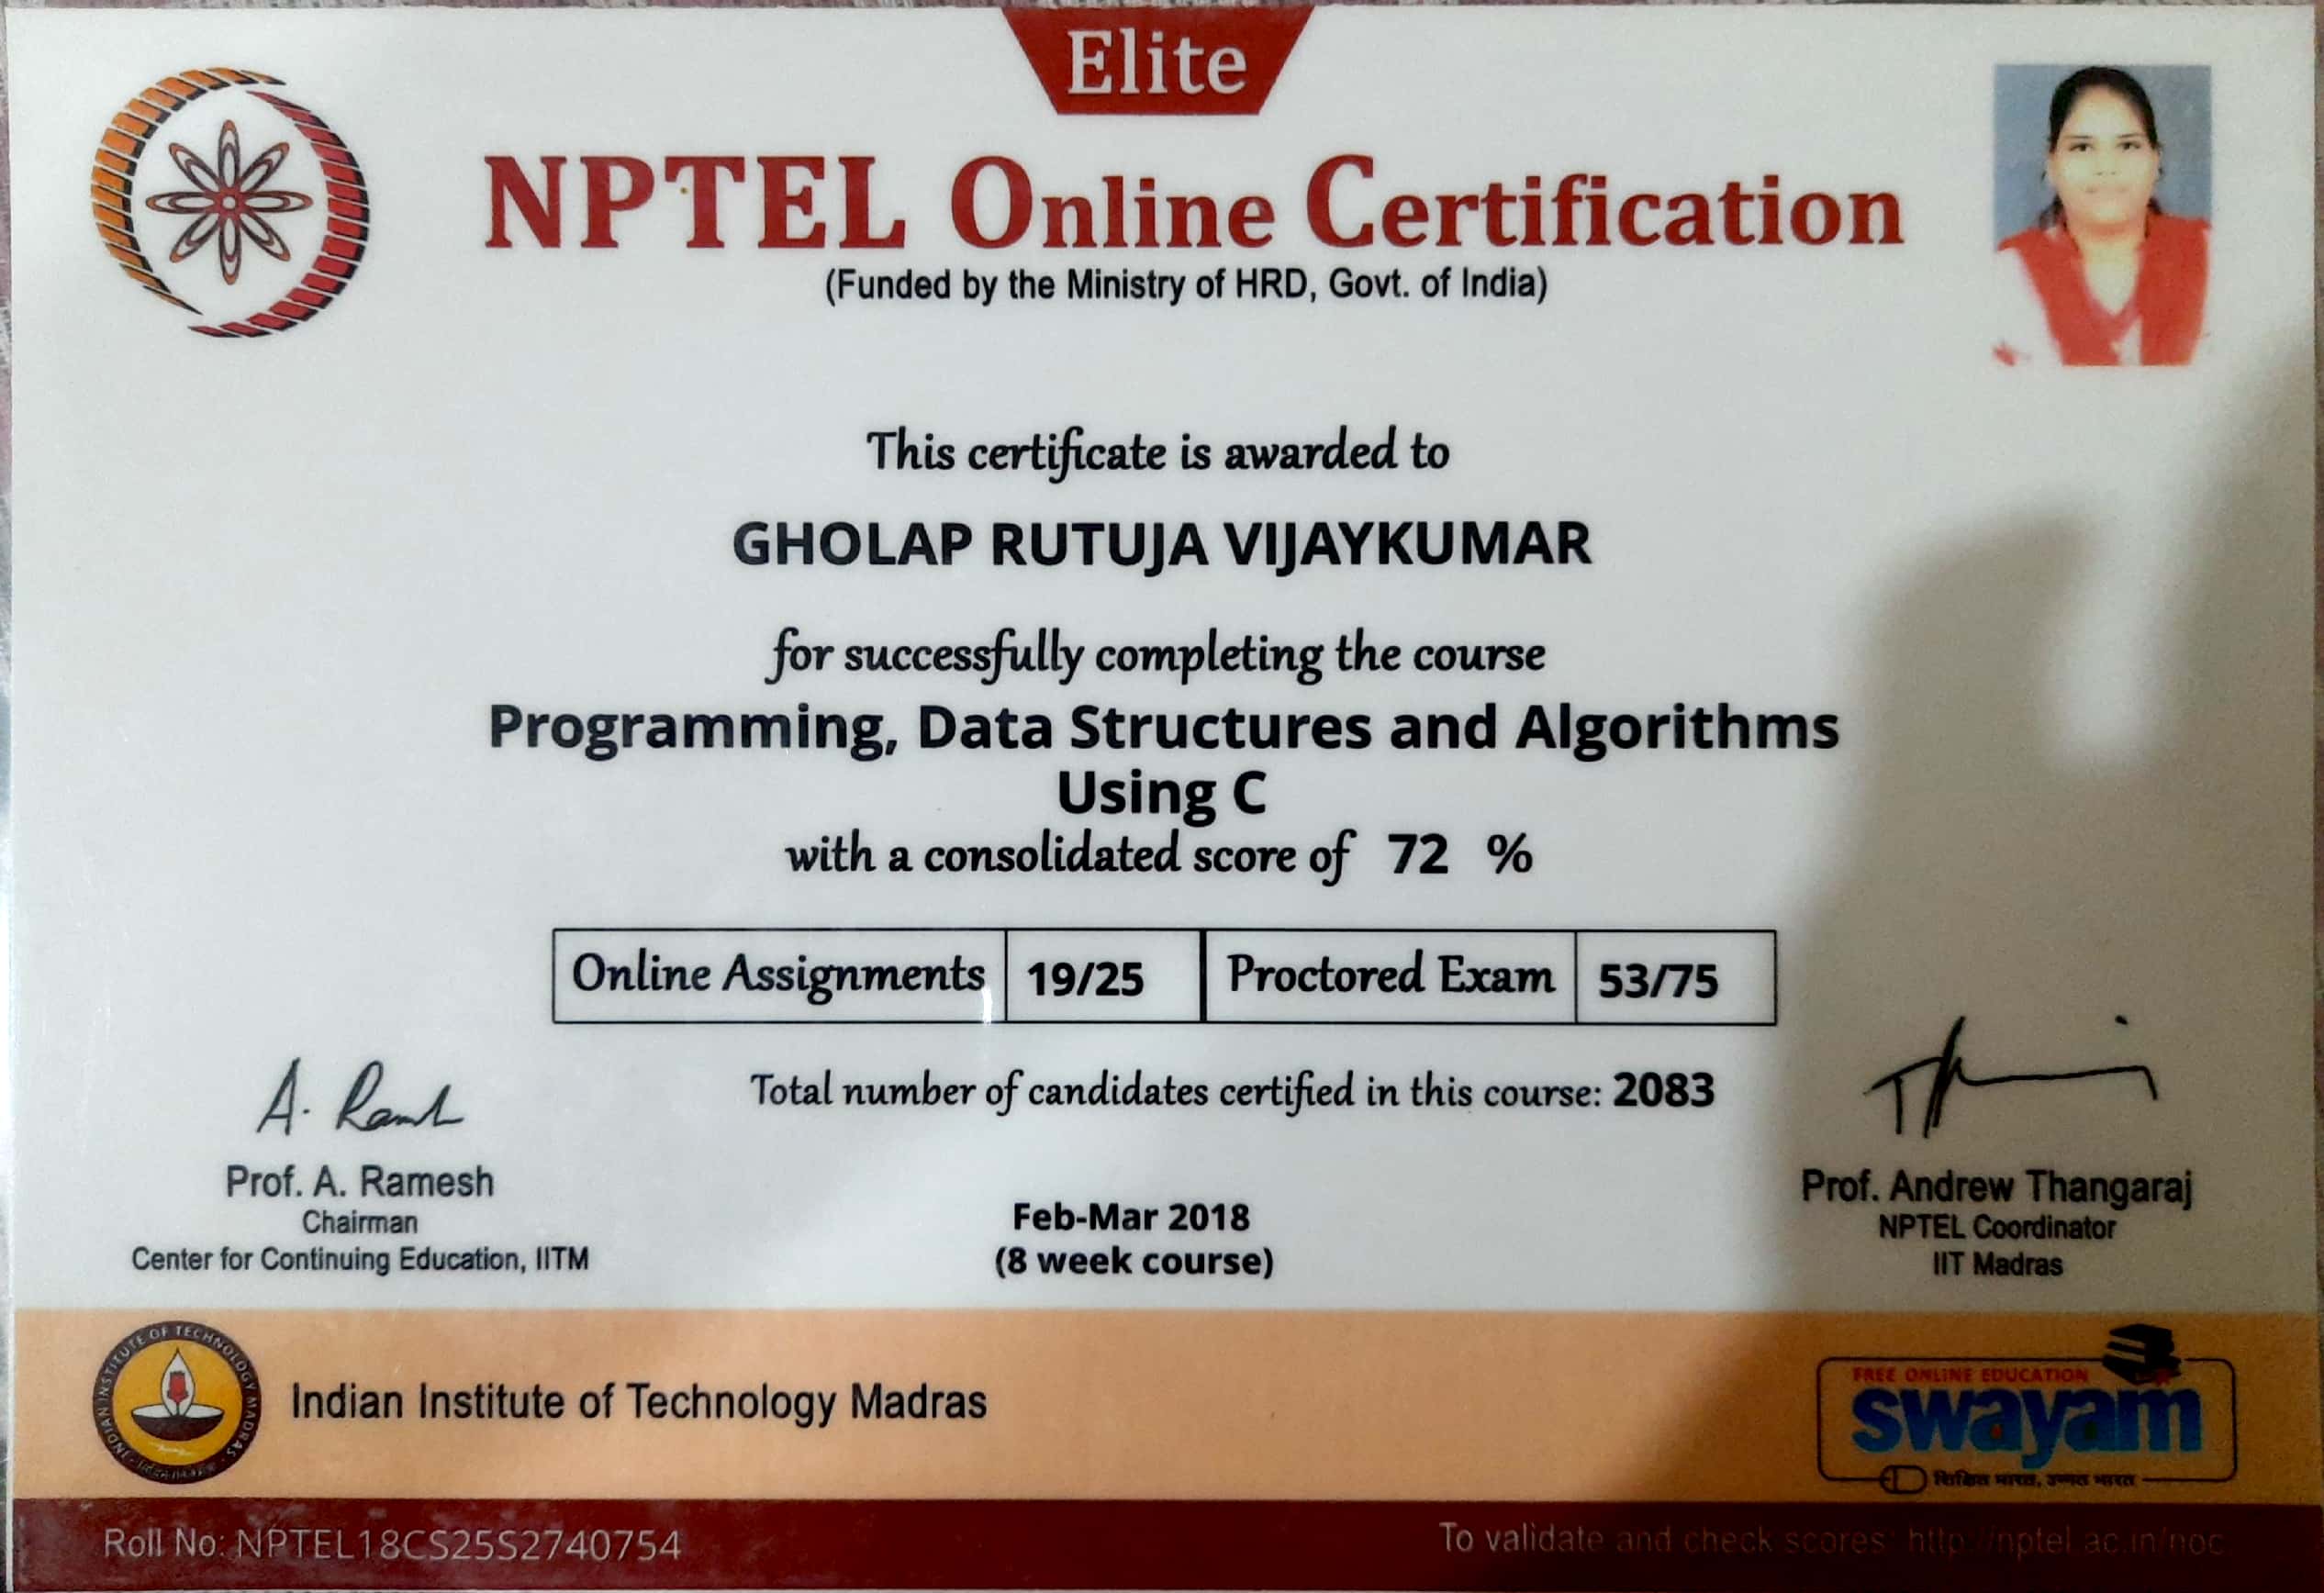 Elite
NPTEL Online Certification
(Funded by the Ministry of HRD, Govt. of India)
This certificate is awarded to
GHOLAP RUTUJA VIJAYKUMAR
for successfully completing the course
Programming, Data Structures and Algorithms
Using C
with a consolidated score of 72 %
Online Assignments 19/25 Proctored Exam 53/75
Total number of candidates certified in this course: 2083
A. Ramesh
Prof. A. Ramesh
Chairman
Center for Continuing Education, IITM
Feb-Mar 2018
(8 week course)
Prof. Andrew Thangaraj
NPTEL Coordinator
IIT Madras
INDIAN INSTITUTE OF TECHNOLOGY MADRAS
Indian Institute of Technology Madras
FREE ONLINE EDUCATION
swayam
शिक्षित भारत, उन्नत भारत
Roll No: NPTEL18CS25S2740754
To validate and check scores: http://nptel.ac.in/noc